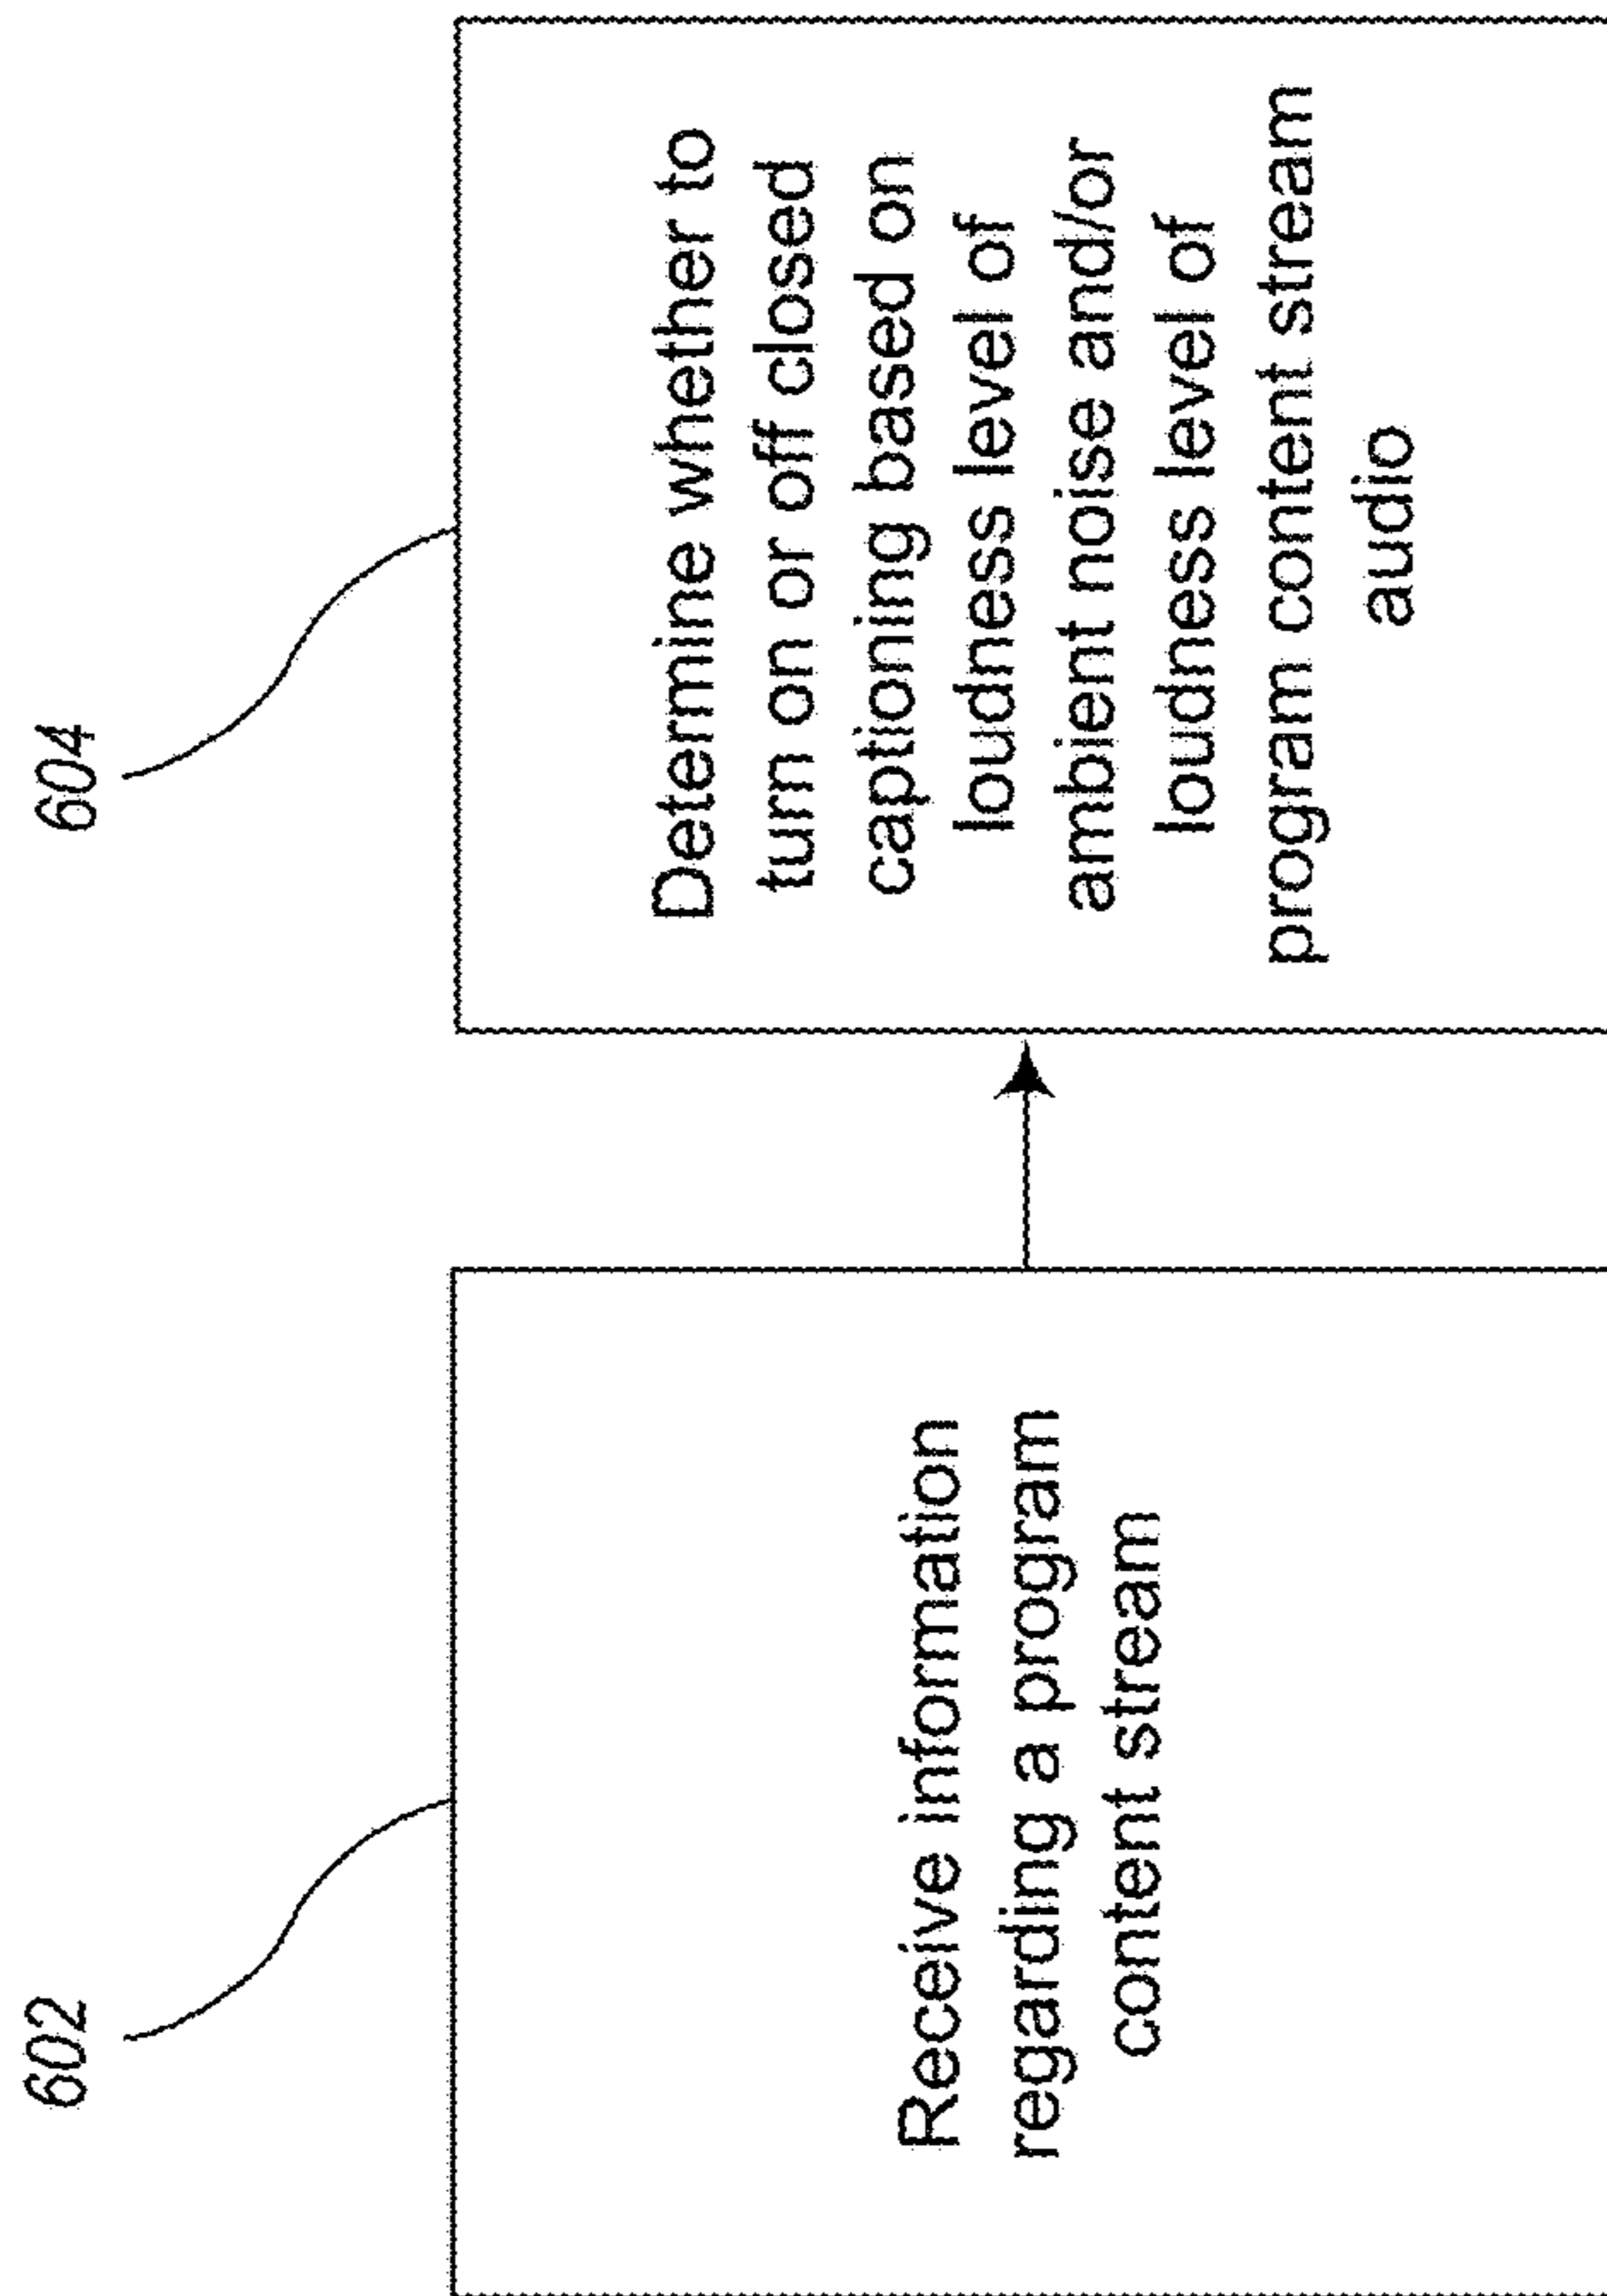 602
Receive information
regarding a program
content stream
604
Determine whether to
turn on or off closed
captioning based on
loudness level of
ambient noise and/or
loudness level of
program content stream
audio